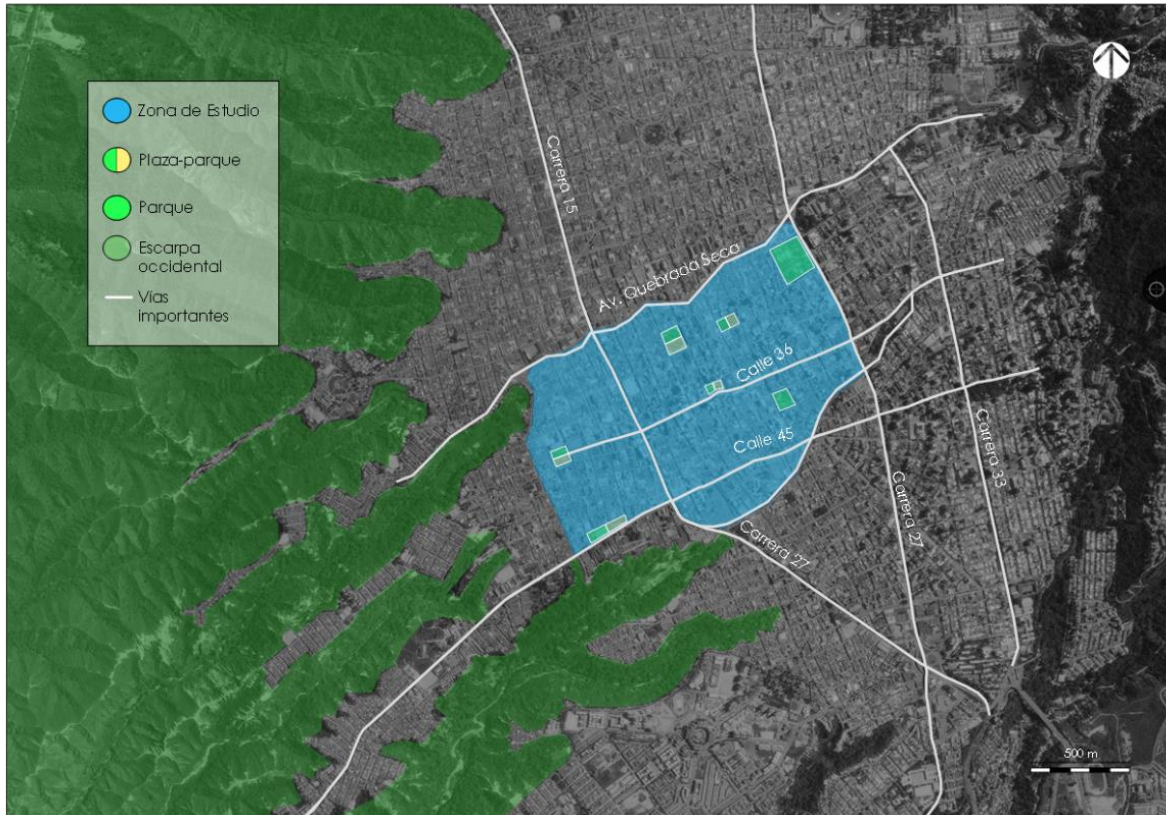 Zona de Estudio
Plaza-parque
Parque
Escarpa
occidental
Vías
importantes
Carrera 15
Av. Quebrada Seca
Calle 36
Calle 45
Carrera 33
Carrera 27
Carrera 27
500 m